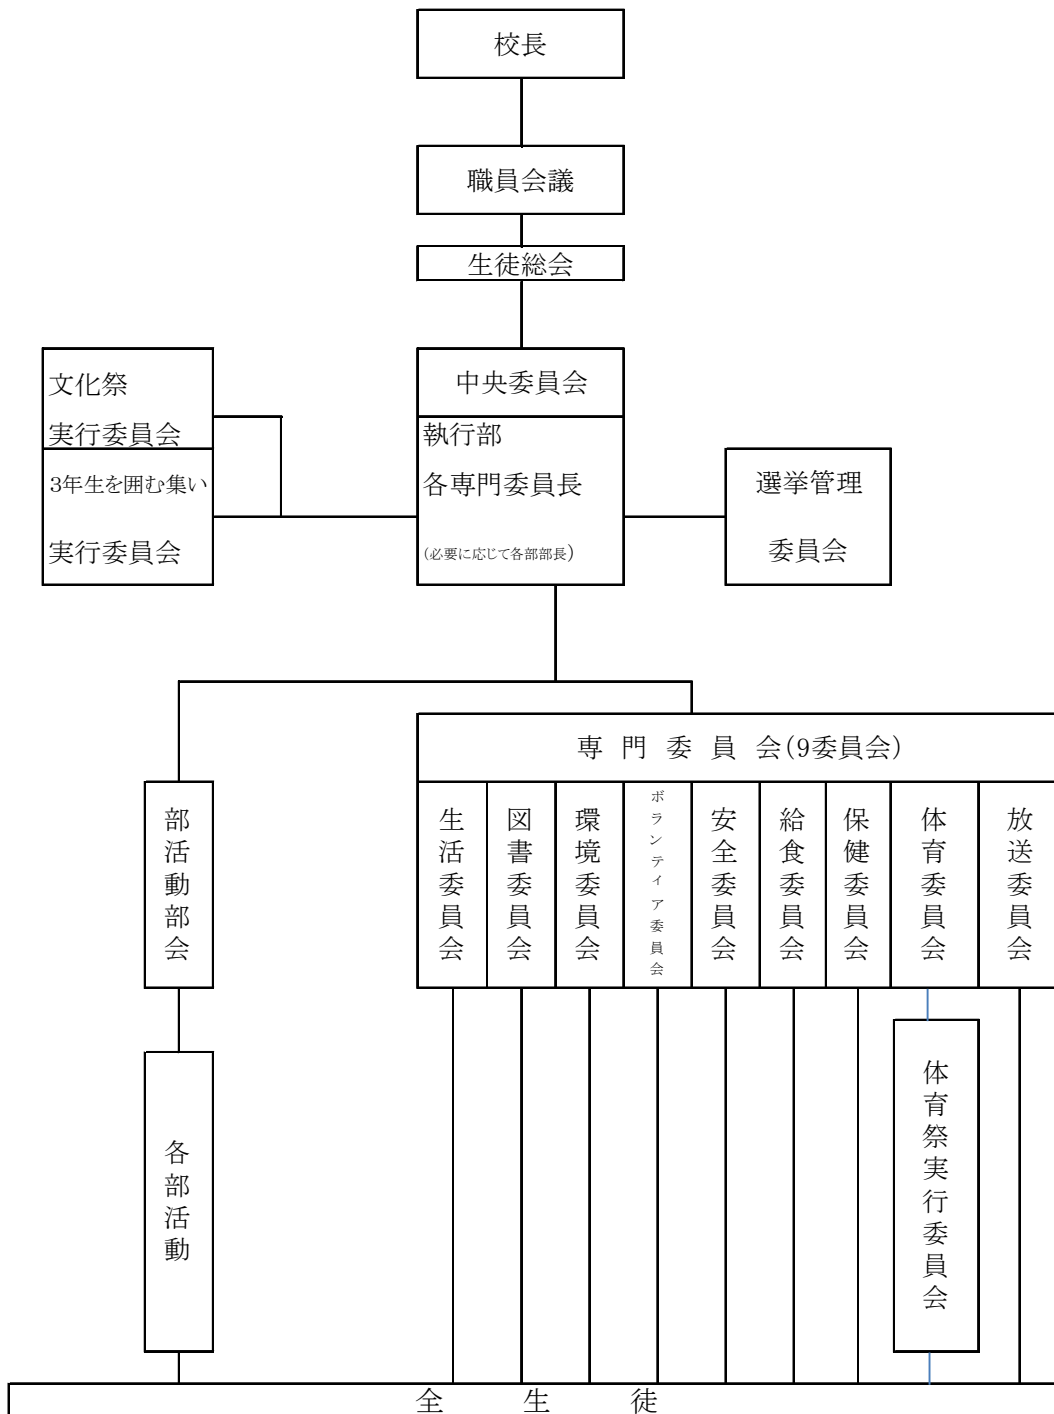 校長
職員会議
生徒総会
文化祭
実行委員会
3年生を囲む集い
実行委員会
中央委員会
執行部
各専門委員長
(必要に応じて各部部長)
選挙管理
委員会
専門委員会(9委員会)
部活動部会
生活委員会
図書委員会
環境委員会
ボランティア委員会
安全委員会
給食委員会
保健委員会
体育委員会
放送委員会
各部活動
体育祭実行委員会
全生徒